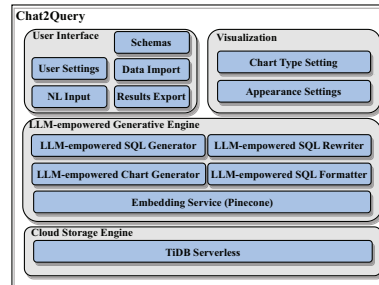 Chat2Query
User Interface
Schemas
User Settings
Data Import
NL Input
Results Export
Visualization
Chart Type Setting
Appearance Settings
LLM-empowered Generative Engine
LLM-empowered SQL Generator
LLM-empowered SQL Rewriter
LLM-empowered Chart Generator
LLM-empowered SQL Formatter
Embedding Service (Pinecone)
Cloud Storage Engine
TiDB Serverless